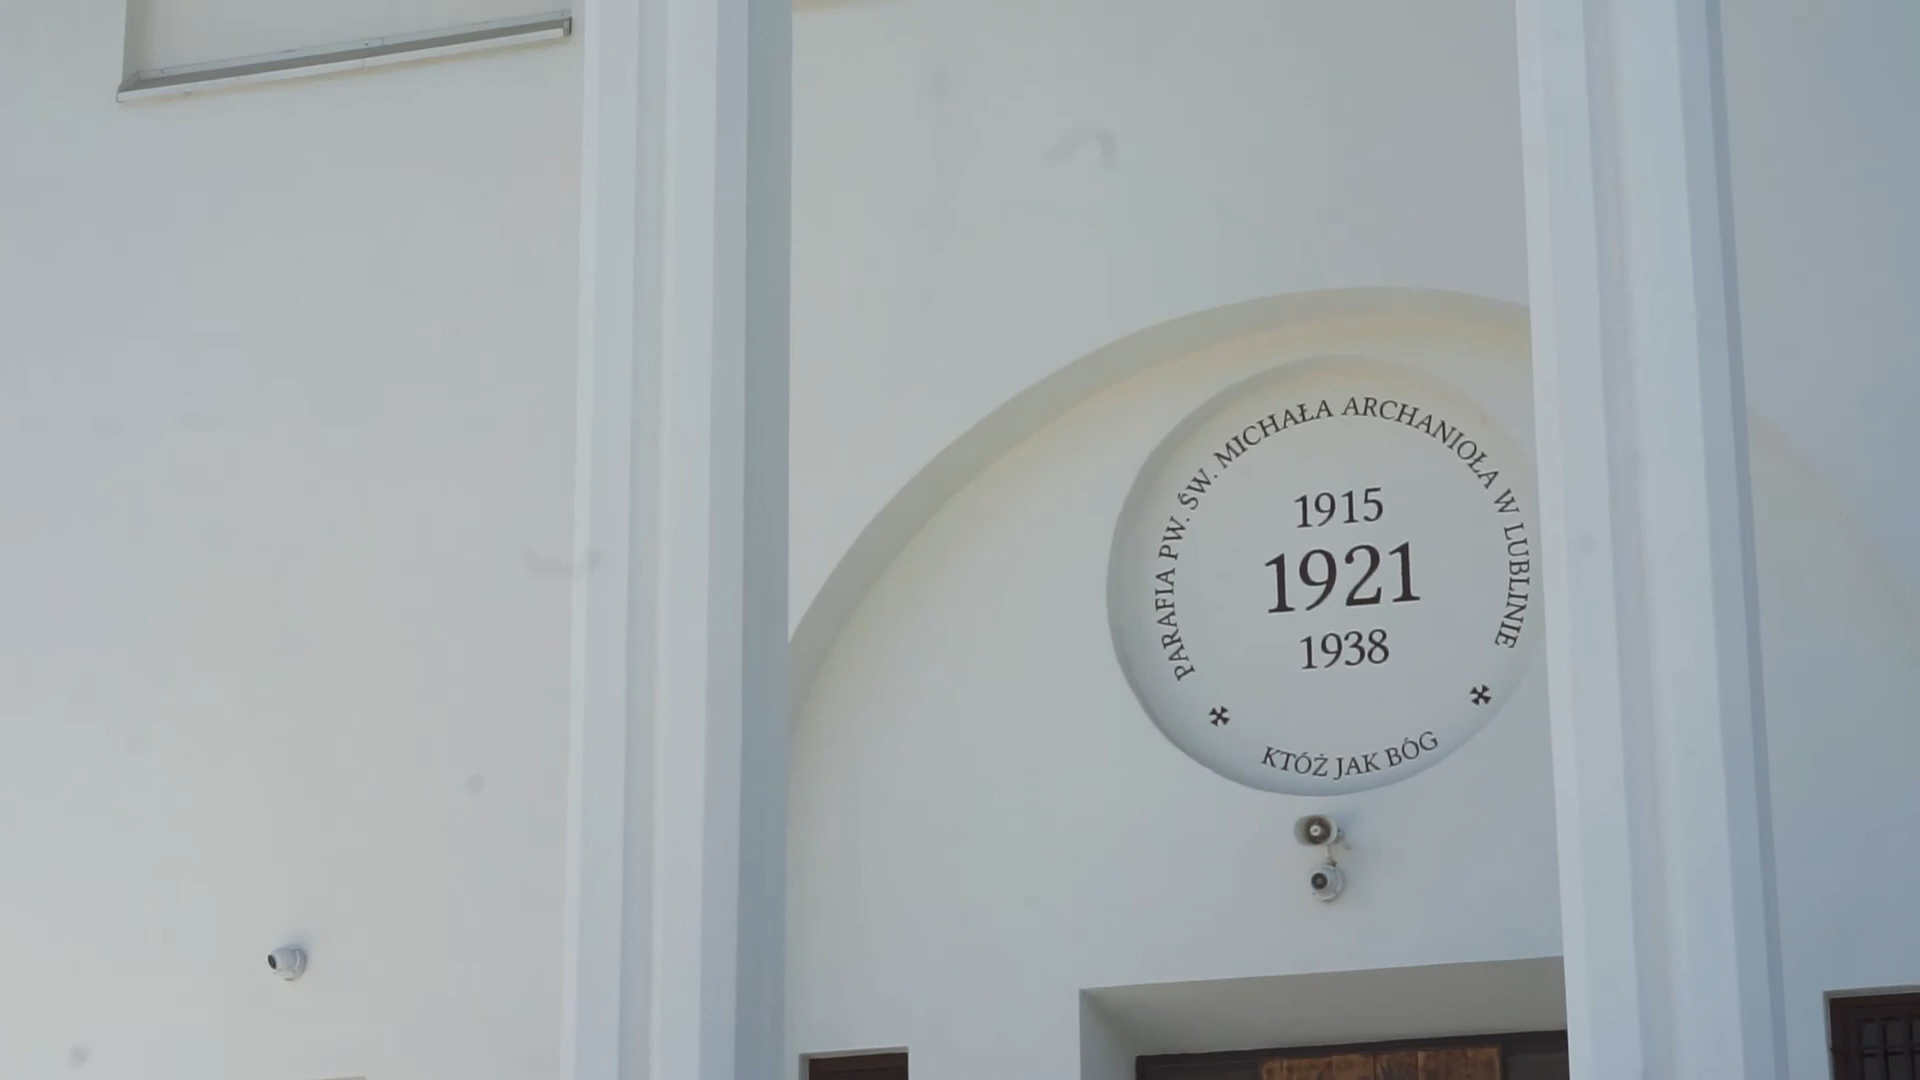 PARAFIA PW. ŚW. MICHAŁA ARCHANIOŁA W LUBLINIE
1915
1921
1938
KTÓŻ JAK BÓG